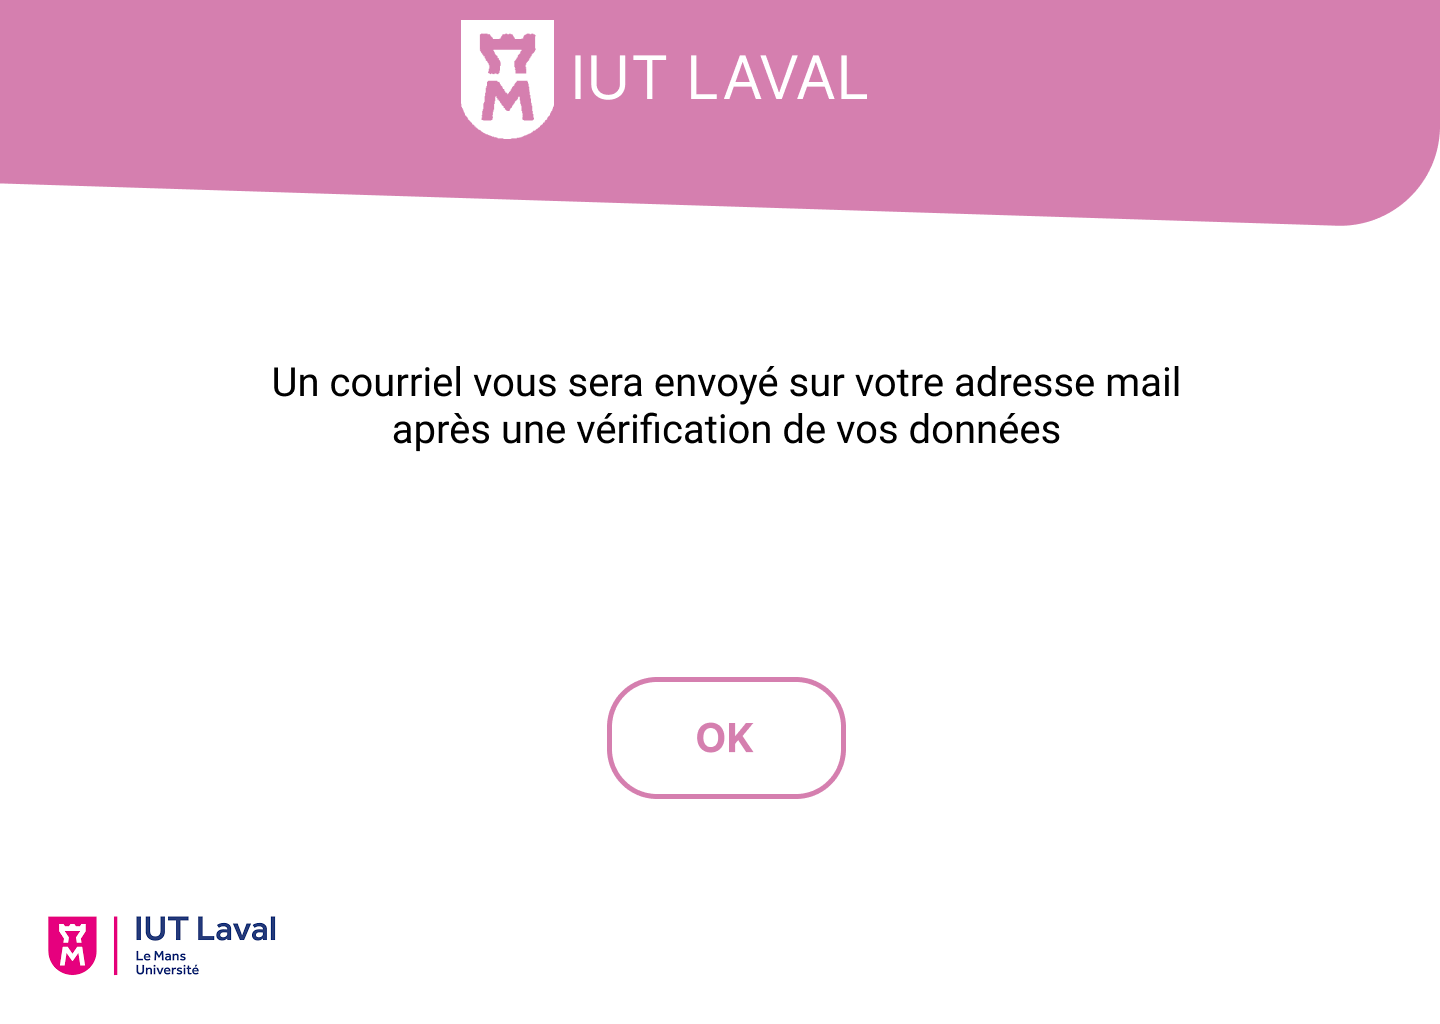 IUT LAVAL
Un courriel vous sera envoyé sur votre adresse mail
après une vérification de vos données
OK
IUT Laval
Le Mans
Université